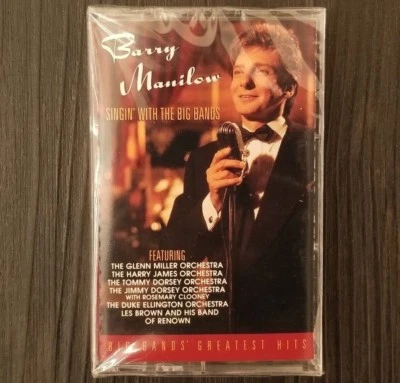 Barry
Manilow
SINGIN' WITH THE BIG BANDS
FEATURING
THE GLENN MILLER ORCHESTRA
THE HARRY JAMES ORCHESTRA
THE TOMMY DORSEY ORCHESTRA
THE JIMMY DORSEY ORCHESTRA
WITH ROSEMARY CLOONEY
THE DUKE ELLINGTON ORCHESTRA
LES BROWN AND HIS BAND
OF RENOWN
BIG BANDS' GREATEST HITS